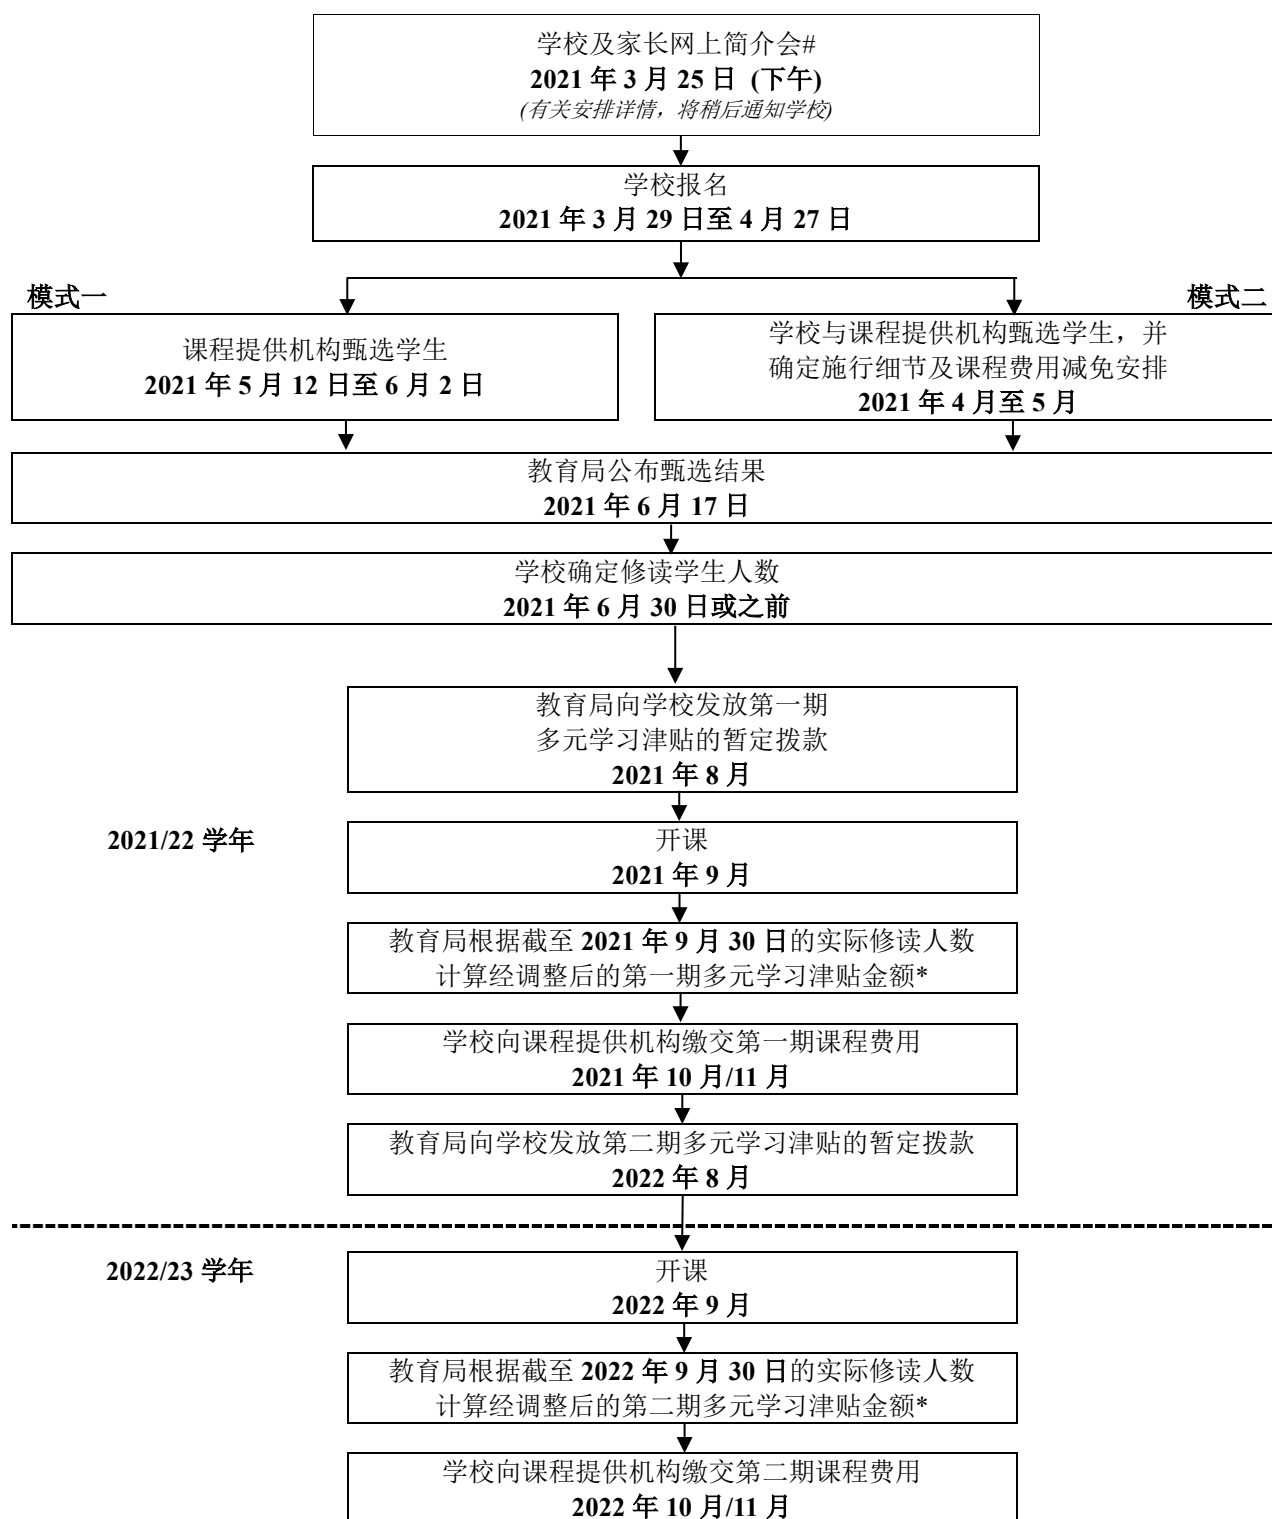 学校及家长网上简介会#
2021 年 3 月 25 日 (下午)
(有关安排详情，将稍后通知学校)
学校报名
2021 年 3 月 29 日至 4 月 27 日
模式一
模式二
课程提供机构甄选学生
2021 年 5 月 12 日至 6 月 2 日
学校与课程提供机构甄选学生，并
确定施行细节及课程费用减免安排
2021 年 4 月至 5 月
教育局公布甄选结果
2021 年 6 月 17 日
学校确定修读学生人数
2021 年 6 月 30 日或之前
教育局向学校发放第一期
多元学习津贴的暂定拨款
2021 年 8 月
2021/22 学年
开课
2021 年 9 月
教育局根据截至 2021 年 9 月 30 日的实际修读人数
计算经调整后的第一期多元学习津贴金额*
学校向课程提供机构缴交第一期课程费用
2021 年 10 月/11 月
教育局向学校发放第二期多元学习津贴的暂定拨款
2022 年 8 月
2022/23 学年
开课
2022 年 9 月
教育局根据截至 2022 年 9 月 30 日的实际修读人数
计算经调整后的第二期多元学习津贴金额*
学校向课程提供机构缴交第二期课程费用
2022 年 10 月/11 月